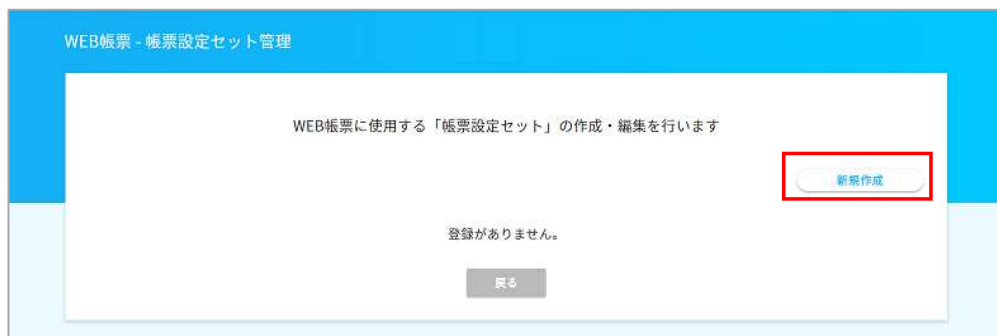 WEB帳票 - 帳票設定セット管理
WEB帳票に使用する「帳票設定セット」の作成・編集を行います
新規作成
登録がありません。
戻る